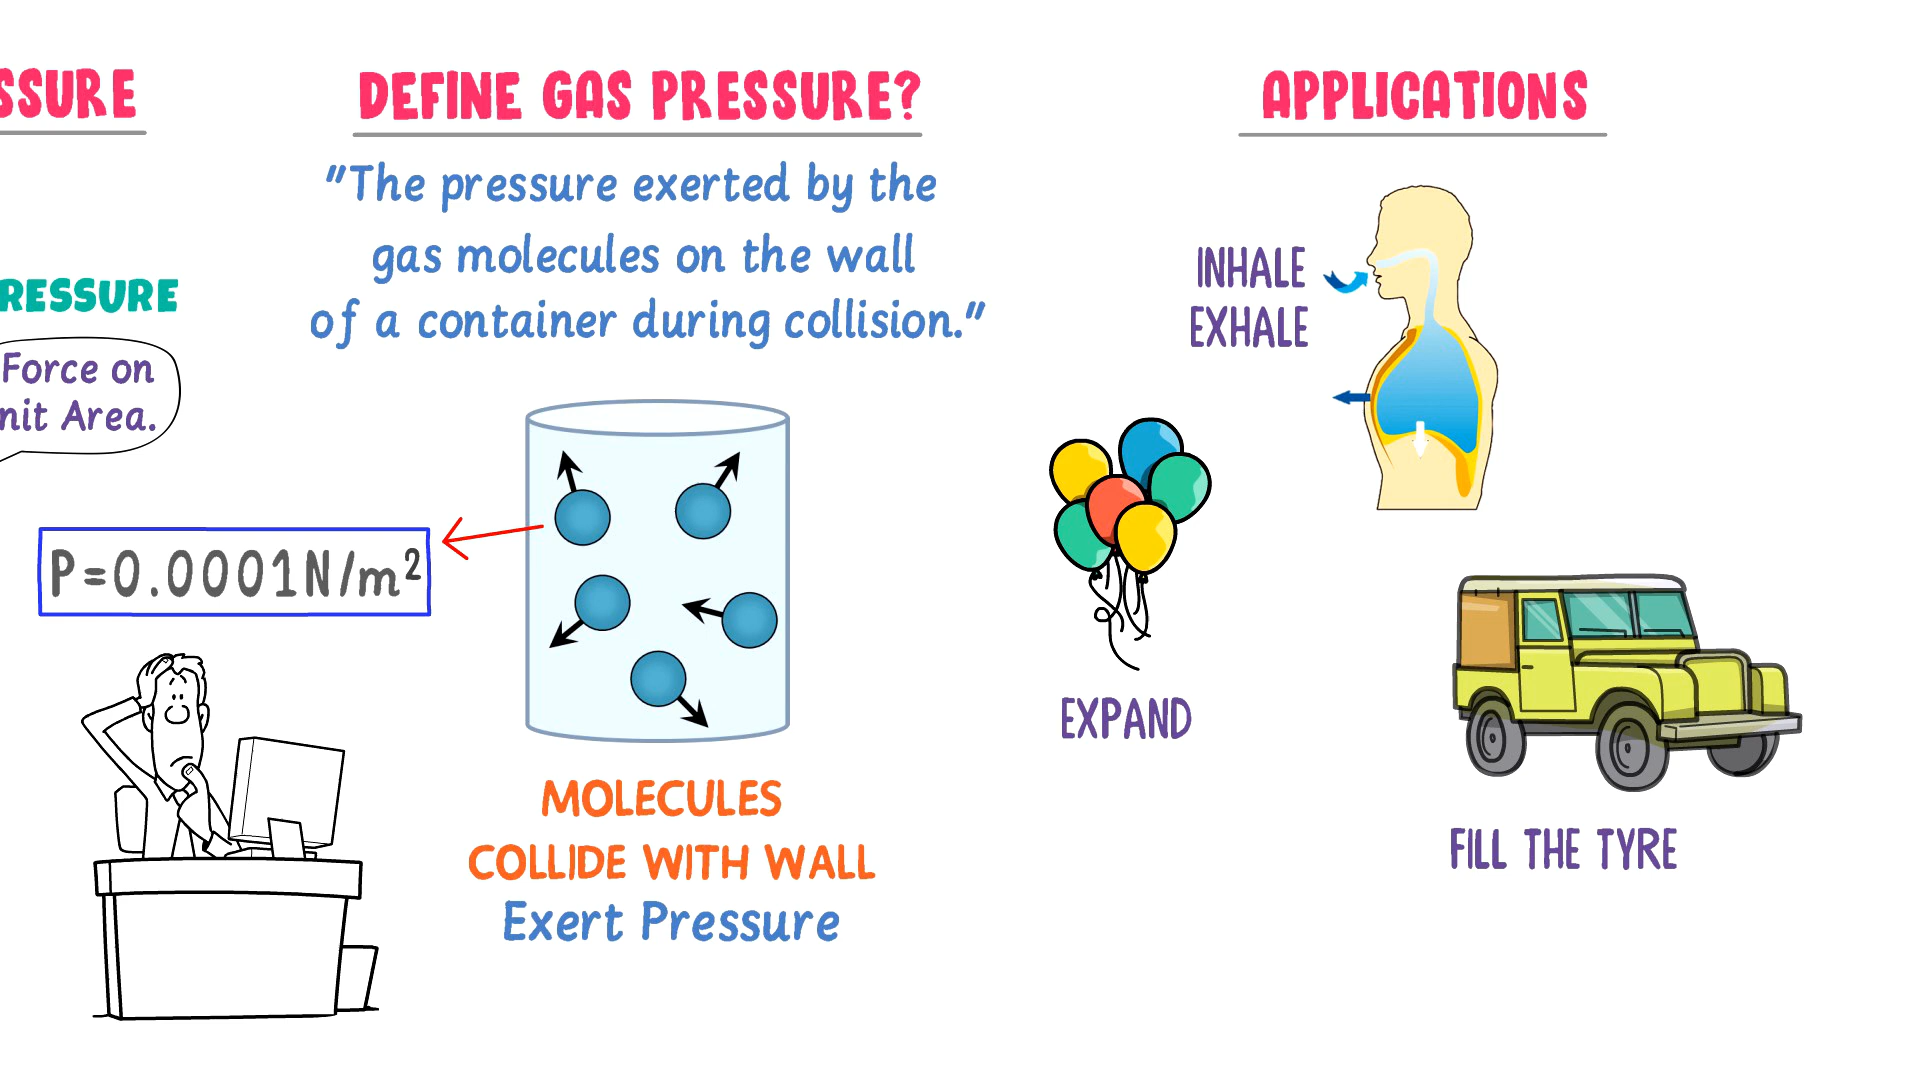 SSURE
RESSURE
Force on
nit Area.
P=0.0001N/m²
DEFINE GAS PRESSURE?
"The pressure exerted by the
gas molecules on the wall
of a container during collision."
MOLECULES
COLLIDE WITH WALL
Exert Pressure
APPLICATIONS
INHALE
EXHALE
EXPAND
FILL THE TYRE